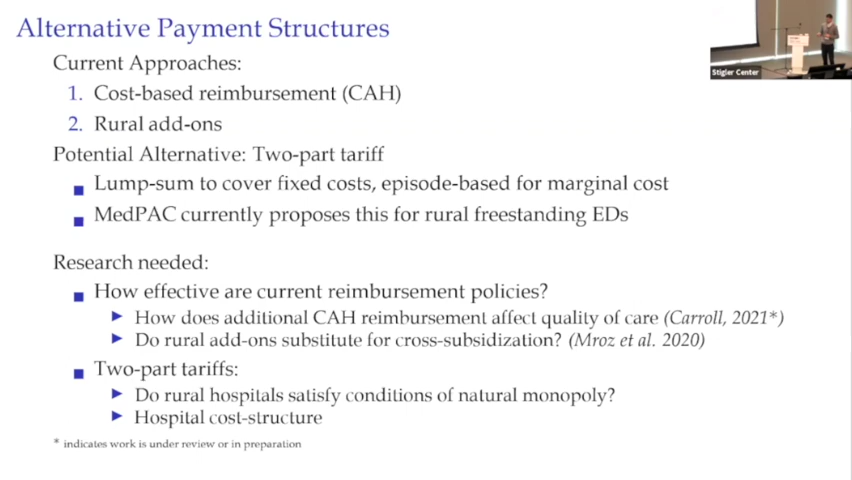 Alternative Payment Structures
Stigler Center
Current Approaches:
1. Cost-based reimbursement (CAH)
2. Rural add-ons
Potential Alternative: Two-part tariff
Lump-sum to cover fixed costs, episode-based for marginal cost
MedPAC currently proposes this for rural freestanding EDs
Research needed:
How effective are current reimbursement policies?
How does additional CAH reimbursement affect quality of care (Carroll, 2021*)
Do rural add-ons substitute for cross-subsidization? (Mroz et al. 2020)
Two-part tariffs:
Do rural hospitals satisfy conditions of natural monopoly?
Hospital cost-structure
* indicates work is under review or in preparation